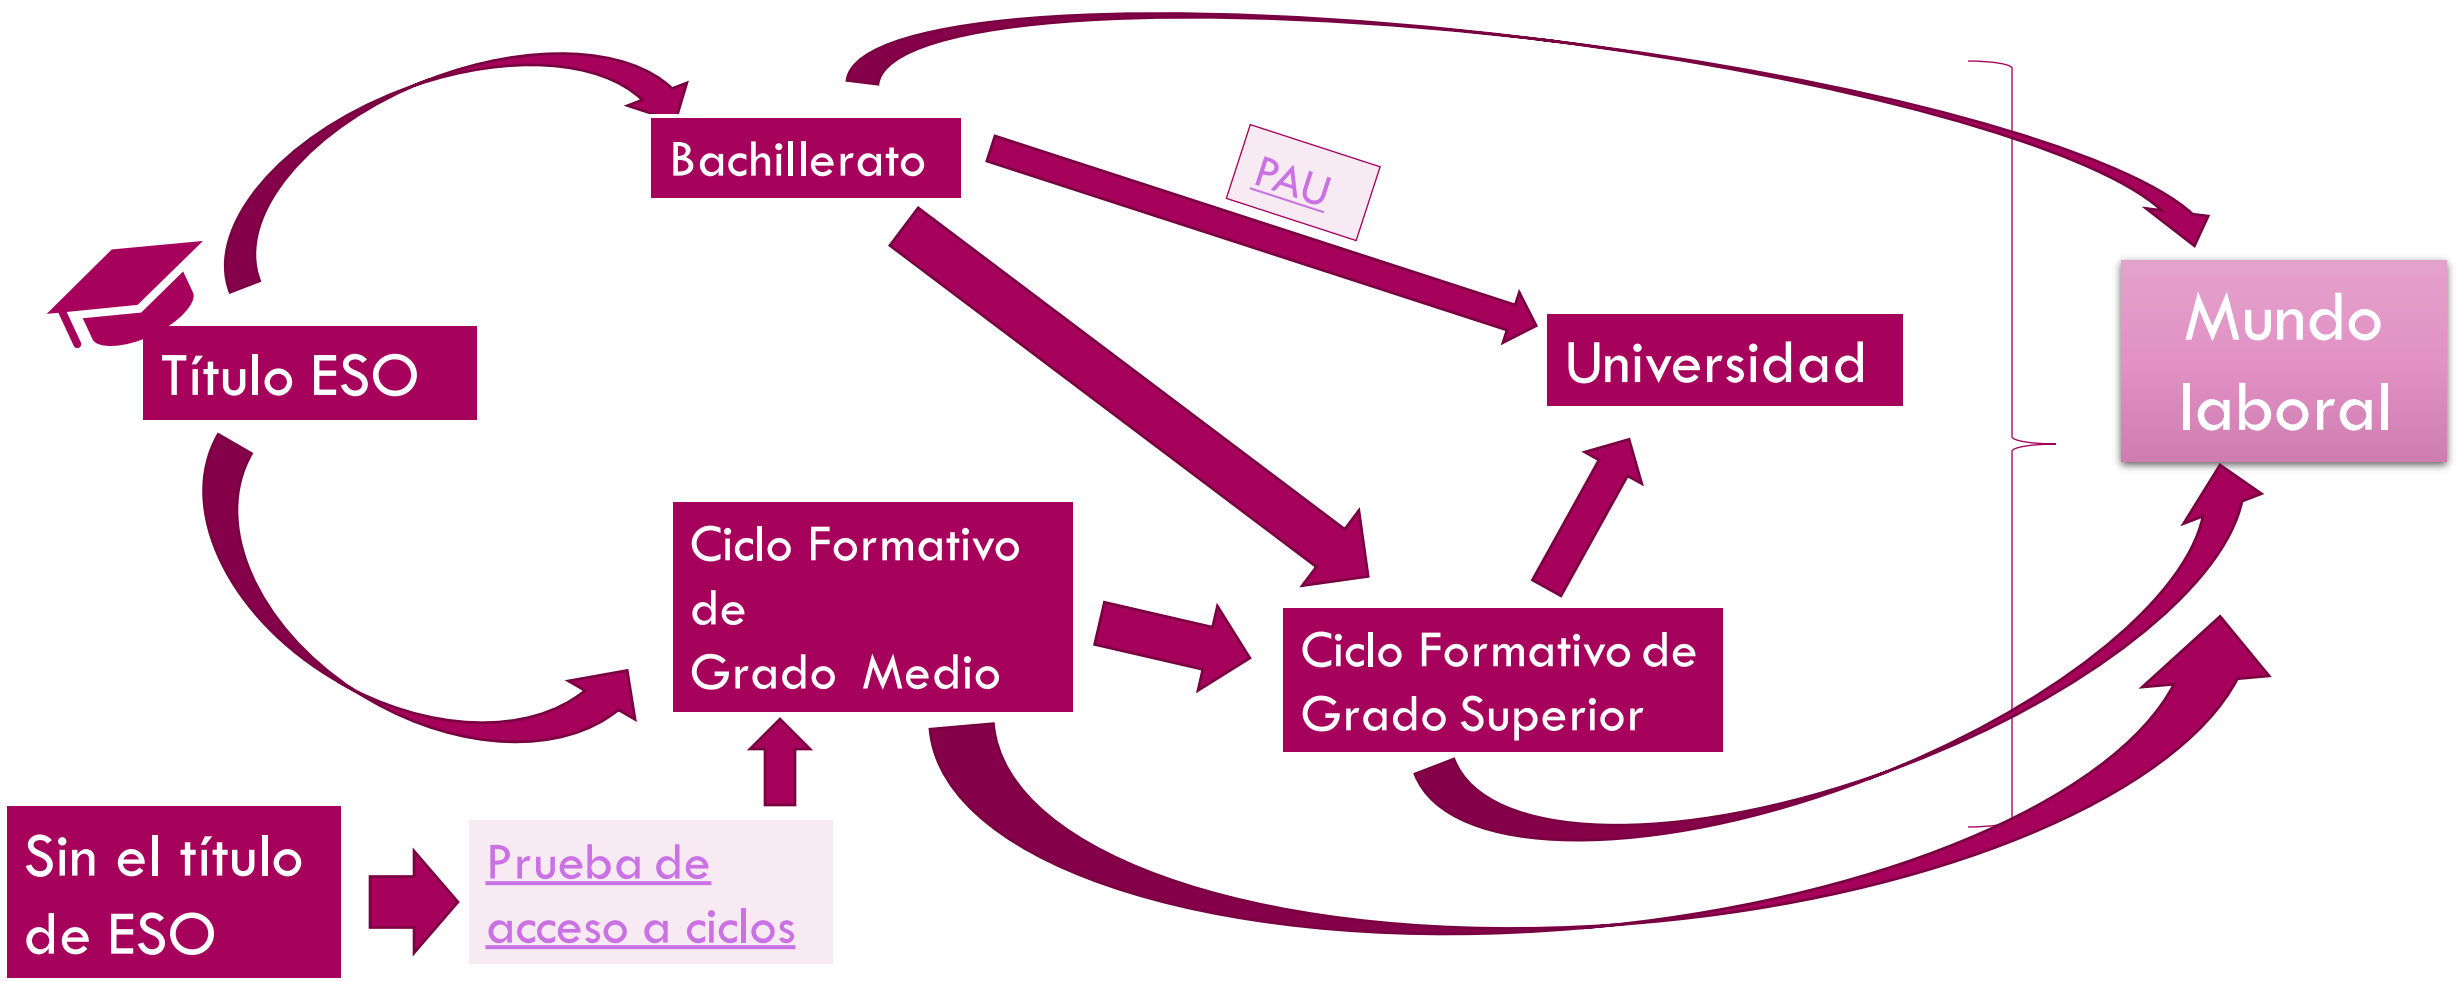 Bachillerato
PAU
Título ESO
Universidad
Mundo
laboral
Ciclo Formativo
de
Grado Medio
Ciclo Formativo de
Grado Superior
Sin el título
de ESO
Prueba de
acceso a ciclos